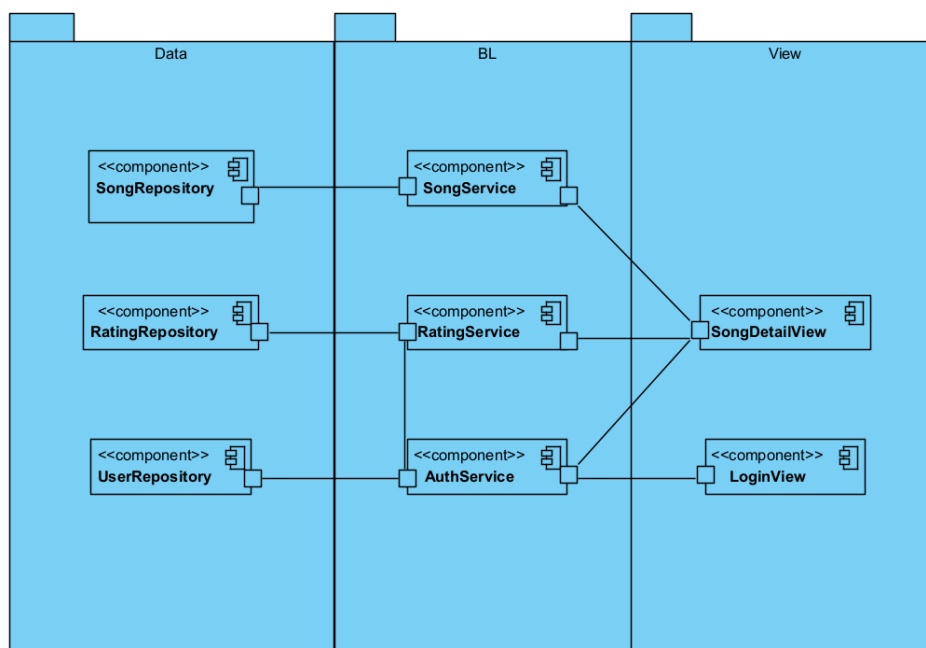 Data
BL
View
<<component>>
SongRepository
<<component>>
SongService
<<component>>
RatingRepository
<<component>>
RatingService
<<component>>
SongDetailView
<<component>>
UserRepository
<<component>>
AuthService
<<component>>
LoginView